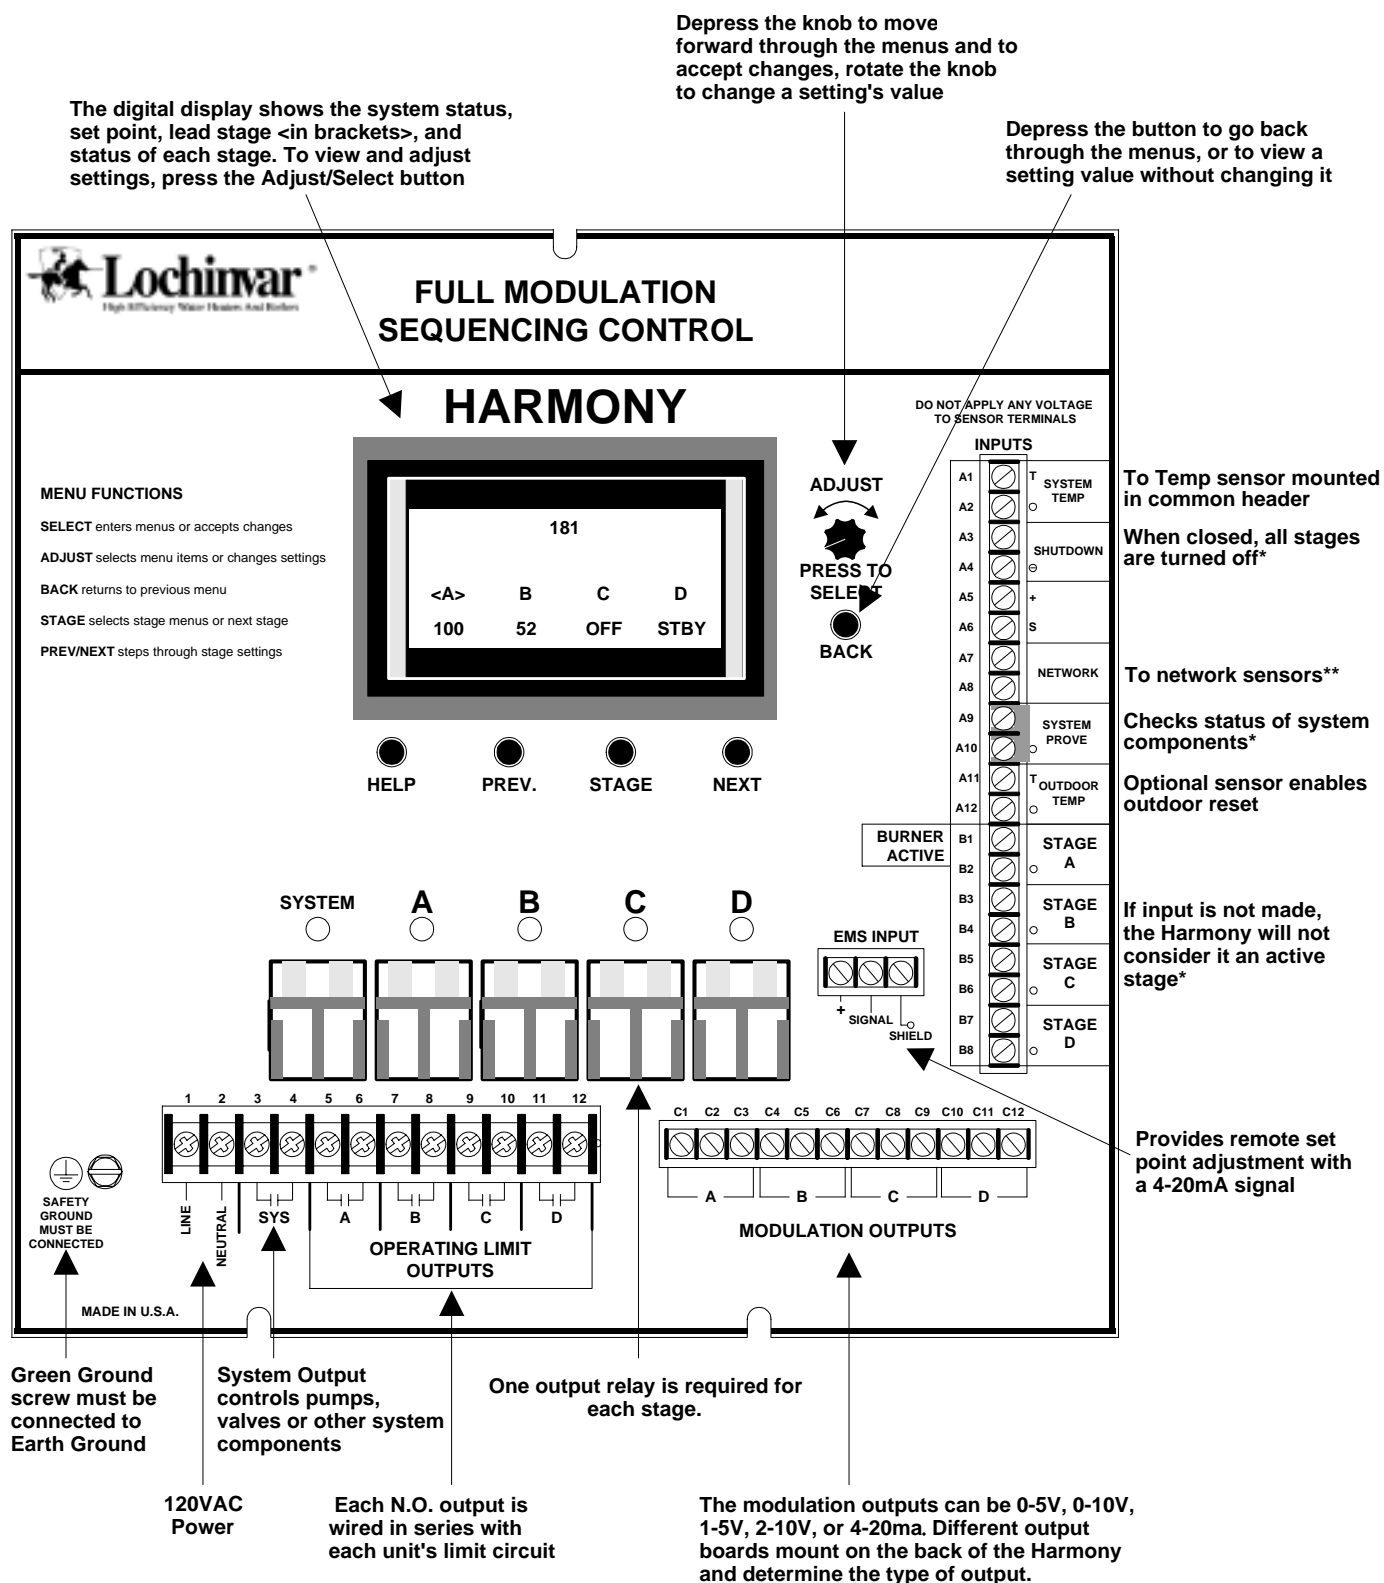 Depress the knob to move
forward through the menus and to
accept changes, rotate the knob
to change a setting's value
The digital display shows the system status,
set point, lead stage <in brackets>, and
status of each stage. To view and adjust
settings, press the Adjust/Select button
Depress the button to go back
through the menus, or to view a
setting value without changing it
Lochinvar ®
High Efficiency Water Heaters And Boilers
FULL MODULATION
SEQUENCING CONTROL
HARMONY
DO NOT APPLY ANY VOLTAGE
TO SENSOR TERMINALS
INPUTS
MENU FUNCTIONS
SELECT enters menus or accepts changes
ADJUST selects menu items or changes settings
BACK returns to previous menu
STAGE selects stage menus or next stage
PREV/NEXT steps through stage settings
181
<A> B C D
100 52 OFF STBY
ADJUST
PRESS TO
SELECT
BACK
HELP PREV. STAGE NEXT
A1 T SYSTEM
A2 TEMP
A3 SHUTDOWN
A4
A5 +
A6 S
A7 NETWORK
A8
A9 SYSTEM
A10 PROVE
A11 T OUTDOOR
A12 TEMP
BURNER
ACTIVE
B1 STAGE
B2 A
B3 STAGE
B4 B
B5 STAGE
B6 C
B7 STAGE
B8 D
To Temp sensor mounted
in common header
When closed, all stages
are turned off*
To network sensors**
Checks status of system
components*
Optional sensor enables
outdoor reset
If input is not made,
the Harmony will not
consider it an active
stage*
SYSTEM A B C D
EMS INPUT
+ SIGNAL SHIELD
Provides remote set
point adjustment with
a 4-20mA signal
1 2 3 4 5 6 7 8 9 10 11 12
LINE
NEUTRAL
SYS A B C D
OPERATING LIMIT
OUTPUTS
C1 C2 C3 C4 C5 C6 C7 C8 C9 C10 C11 C12
A B C D
MODULATION OUTPUTS
SAFETY
GROUND
MUST BE
CONNECTED
MADE IN U.S.A.
Green Ground
screw must be
connected to
Earth Ground
System Output
controls pumps,
valves or other system
components
One output relay is required for
each stage.
120VAC
Power
Each N.O. output is
wired in series with
each unit's limit circuit
The modulation outputs can be 0-5V, 0-10V,
1-5V, 2-10V, or 4-20ma. Different output
boards mount on the back of the Harmony
and determine the type of output.